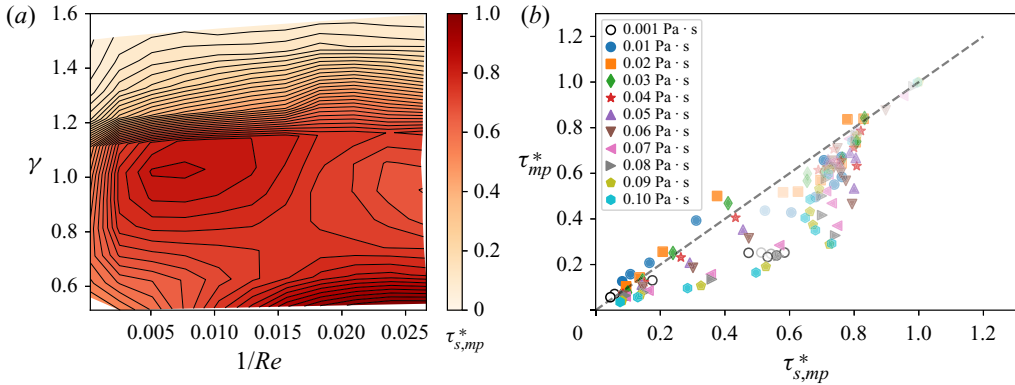 (a)
1.6
1.4
1.2
1.0
0.8
0.6
γ
0.005
0.010
0.015
0.020
0.025
1/Re
1.0
0.8
0.6
0.4
0.2
0
τ*s,mp
(b)
1.2
1.0
0.8
0.6
0.4
0.2
τ*mp
0.001 Pa · s
0.01 Pa · s
0.02 Pa · s
0.03 Pa · s
0.04 Pa · s
0.05 Pa · s
0.06 Pa · s
0.07 Pa · s
0.08 Pa · s
0.09 Pa · s
0.10 Pa · s
0
0.2
0.4
0.6
0.8
1.0
1.2
τ*s,mp